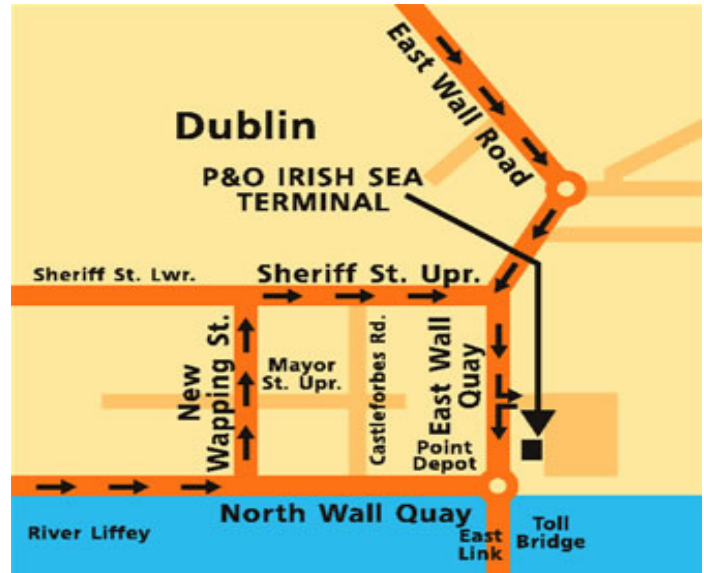 East Wall Road
Dublin
P&O IRISH SEA
TERMINAL
Sheriff St. Lwr.
Sheriff St. Upr.
New
Wapping St.
Mayor
St. Upr.
Castleforbes Rd.
East Wall
Quay
Point
Depot
North Wall Quay
River Liffey
East
Link
Toll
Bridge